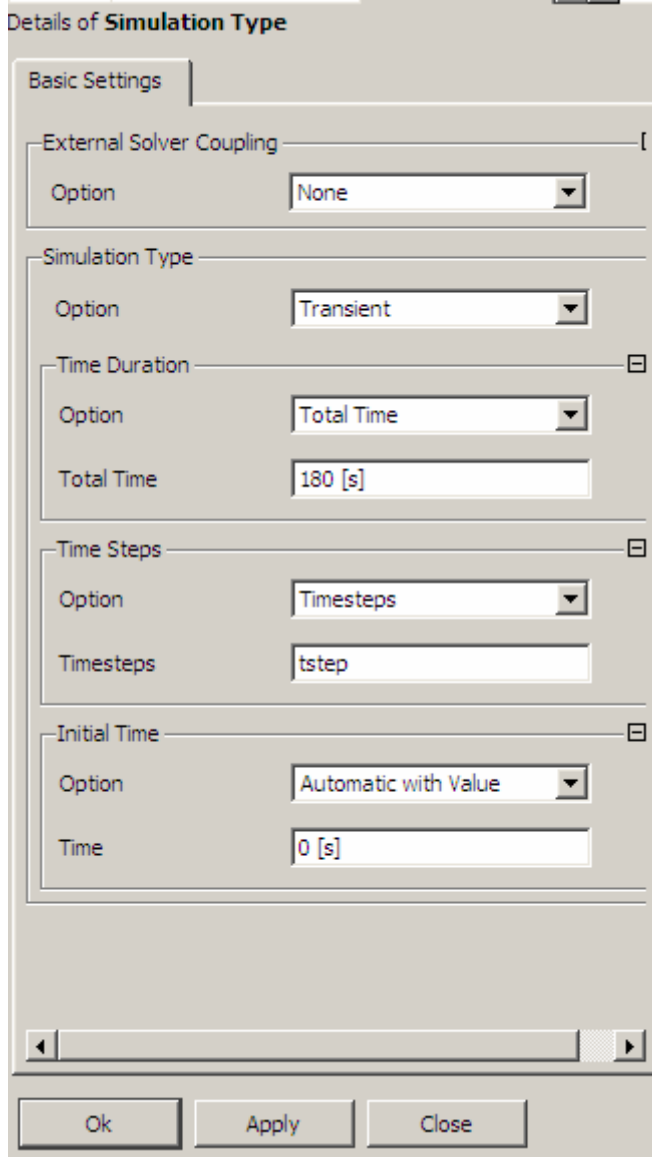 Details of Simulation Type
Basic Settings
External Solver Coupling
Option None
Simulation Type
Option Transient
Time Duration
Option Total Time
Total Time 180 [s]
Time Steps
Option Timesteps
Timesteps tstep
Initial Time
Option Automatic with Value
Time 0 [s]
Ok Apply Close